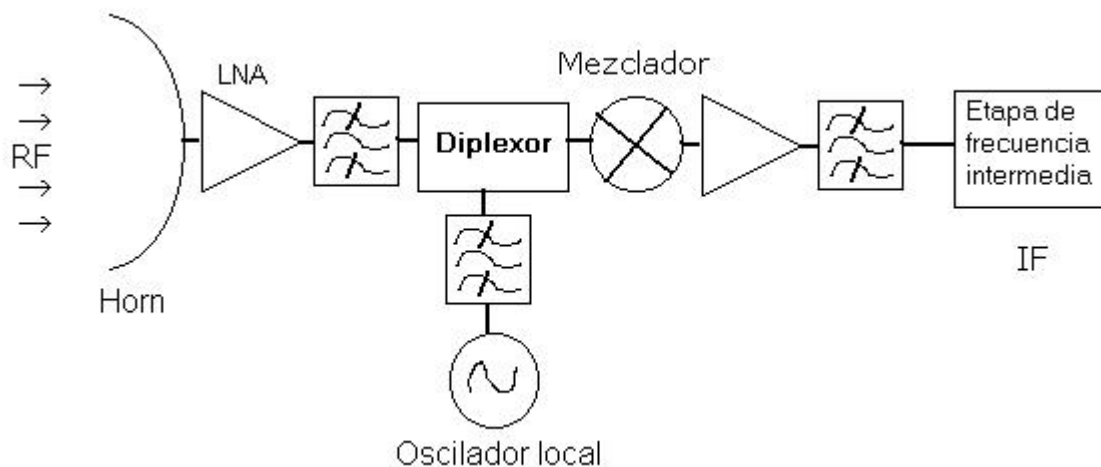 Mezclador
LNA
RF
Diplexor
Etapa de
frecuencia
intermedia
IF
Horn
Oscilador local